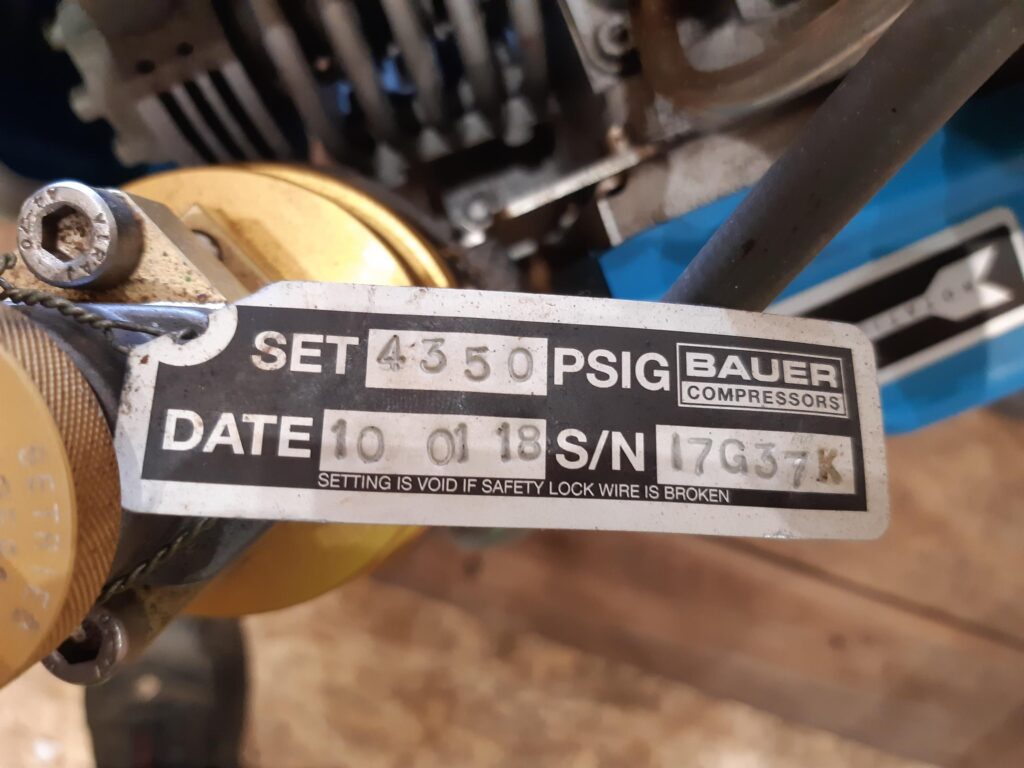 SET 4350 PSIG BAUER
COMPRESSORS
DATE 10 01 18 S/N 17G37K
SETTING IS VOID IF SAFETY LOCK WIRE IS BROKEN
BETRIEB